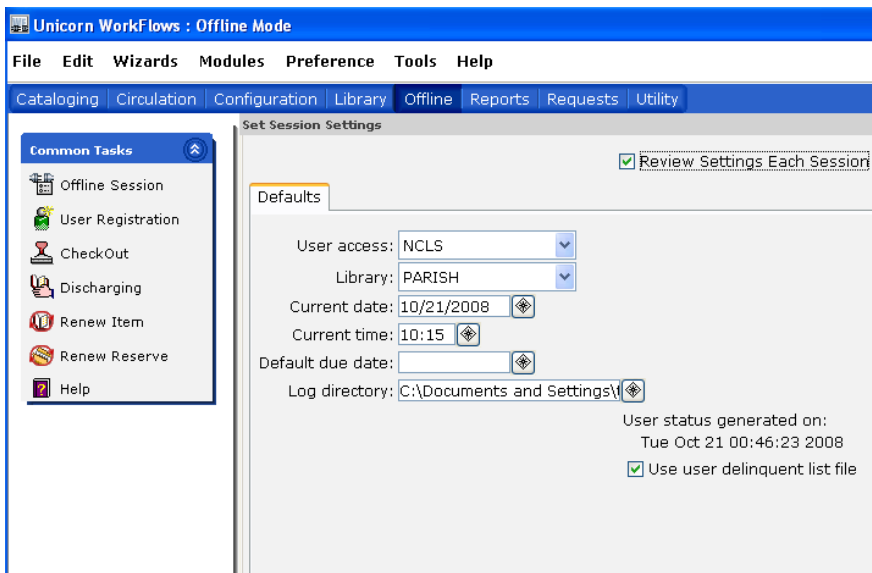 Unicorn WorkFlows : Offline Mode
File Edit Wizards Modules Preference Tools Help
Cataloging Circulation Configuration Library Offline Reports Requests Utility
Set Session Settings
Common Tasks
Offline Session
User Registration
CheckOut
Discharging
Renew Item
Renew Reserve
Help
Review Settings Each Session
Defaults
User access: NCLS
Library: PARISH
Current date: 10/21/2008
Current time: 10:15
Default due date:
Log directory: C:\Documents and Settings\
User status generated on:
Tue Oct 21 00:46:23 2008
Use user delinquent list file